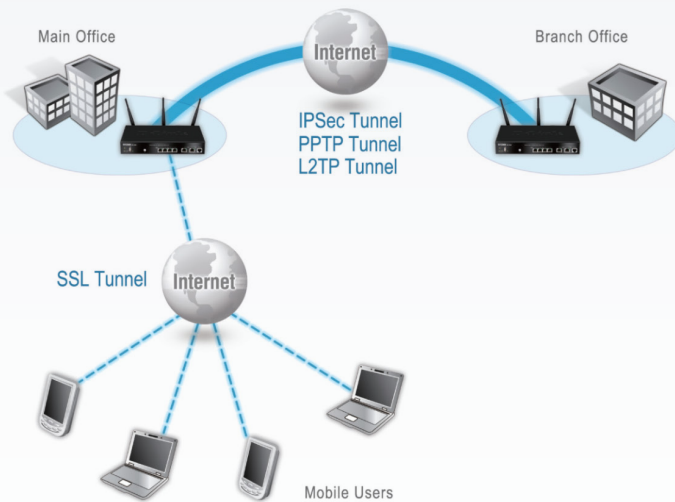 Main Office
Internet
Branch Office
IPSec Tunnel
PPTP Tunnel
L2TP Tunnel
SSL Tunnel
Internet
Mobile Users